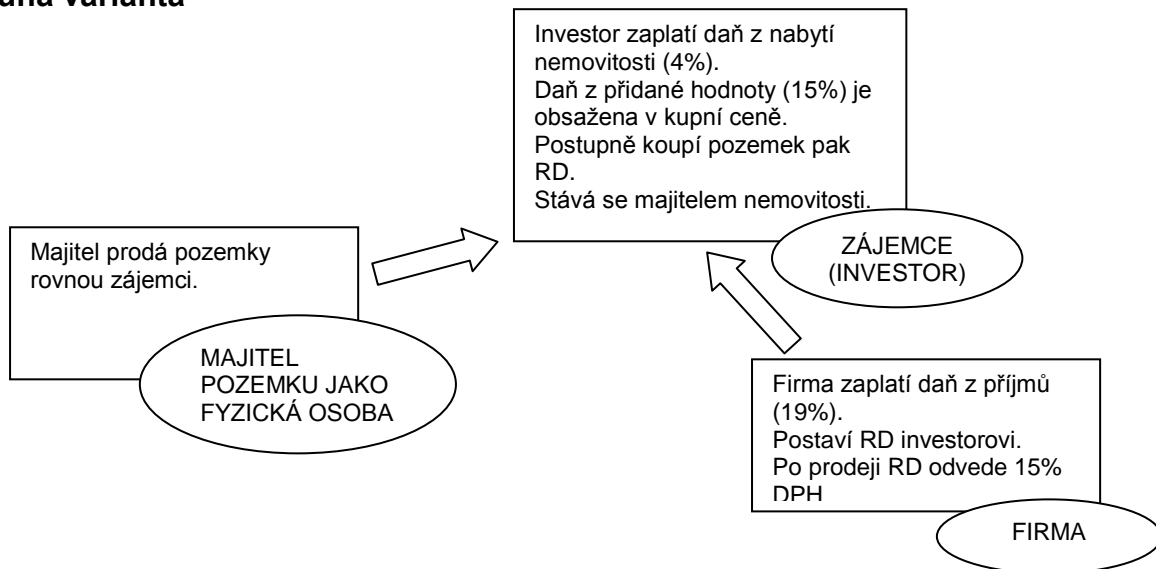 varianta
Investor zaplatí daň z nabytí
nemovitosti (4%).
Daň z přidané hodnoty (15%) je
obsažena v kupní ceně.
Postupně koupí pozemek pak
RD.
Stává se majitelem nemovitosti.
ZÁJEMCE
(INVESTOR)
Majitel prodá pozemky
rovnou zájemci.
MAJITEL
POZEMKU JAKO
FYZICKÁ OSOBA
Firma zaplatí daň z příjmů
(19%).
Postaví RD investorovi.
Po prodeji RD odvede 15%
DPH
FIRMA